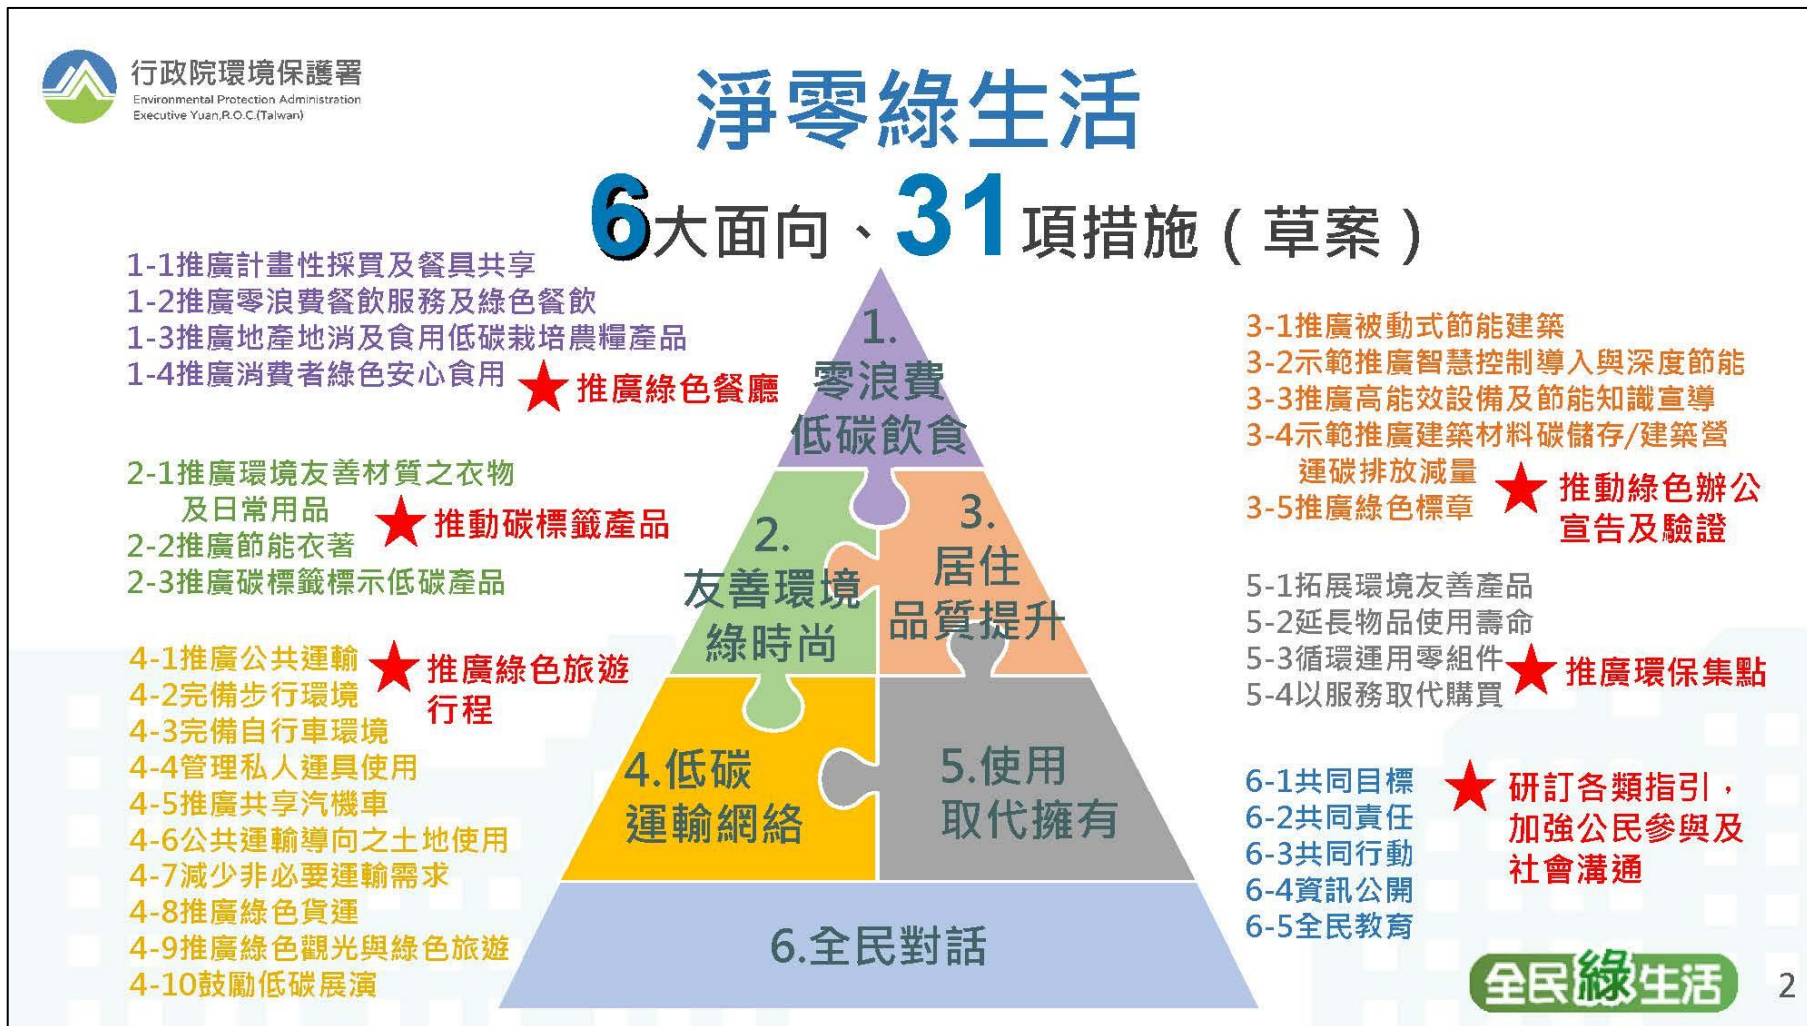 行政院環境保護署
Environmental Protection Administration
Executive Yuan,R.O.C.(Taiwan)
淨零綠生活
6大面向、31項措施（草案）
1-1推廣計畫性採買及餐具共享
1-2推廣零浪費餐飲服務及綠色餐飲
1-3推廣地產地消及食用低碳栽培農糧產品
1-4推廣消費者綠色安心食用
★推廣綠色餐廳
2-1推廣環境友善材質之衣物
及日常用品
2-2推廣節能衣著
2-3推廣碳標籤標示低碳產品
★推動碳標籤產品
4-1推廣公共運輸
4-2完備步行環境
4-3完備自行車環境
4-4管理私人運具使用
4-5推廣共享汽機車
4-6公共運輸導向之土地使用
4-7減少非必要運輸需求
4-8推廣綠色貨運
4-9推廣綠色觀光與綠色旅遊
4-10鼓勵低碳展演
★推廣綠色旅遊
行程
1.
零浪費
低碳飲食
2.
友善環境
綠時尚
3.
居住
品質提升
4.低碳
運輸網絡
5.使用
取代擁有
6.全民對話
3-1推廣被動式節能建築
3-2示範推廣智慧控制導入與深度節能
3-3推廣高能效設備及節能知識宣導
3-4示範推廣建築材料碳儲存/建築營
運碳排放減量
3-5推廣綠色標章
★推動綠色辦公
宣告及驗證
5-1拓展環境友善產品
5-2延長物品使用壽命
5-3循環運用零組件
5-4以服務取代購買
★推廣環保集點
6-1共同目標
6-2共同責任
6-3共同行動
6-4資訊公開
6-5全民教育
★研訂各類指引，
加強公民參與及
社會溝通
全民綠生活
2